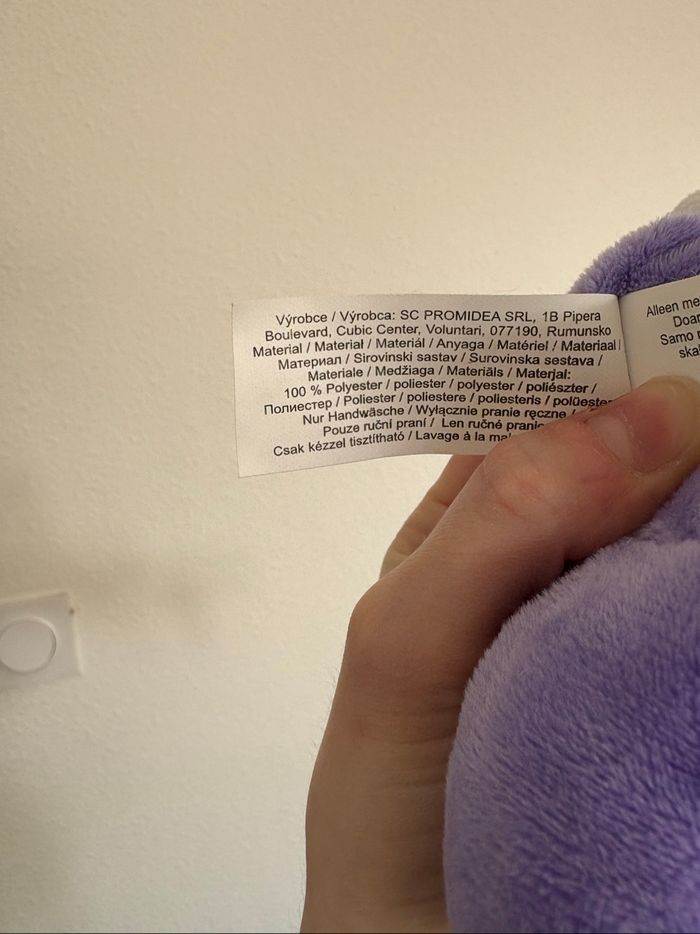 Výrobce / Výrobca: SC PROMIDEA SRL, 1B Pipera
Boulevard, Cubic Center, Voluntari, 077190, Rumunsko
Material / Materiał / Materiál / Anyaga / Matériel / Materiaal
Материал / Sirovinski sastav / Surovinska sestava /
Materiale / Medžiaga / Materiāls / Materjal:
100 % Polyester / poliester / polyester / poliészter /
Полиестер / Poliester / poliestere / poliesteris / polüester
Nur Handwäsche / Wyłącznie pranie ręczne /
Pouze ruční praní / Len ručné pranie
Csak kézzel tisztítható / Lavage à la
Alleen
Samo